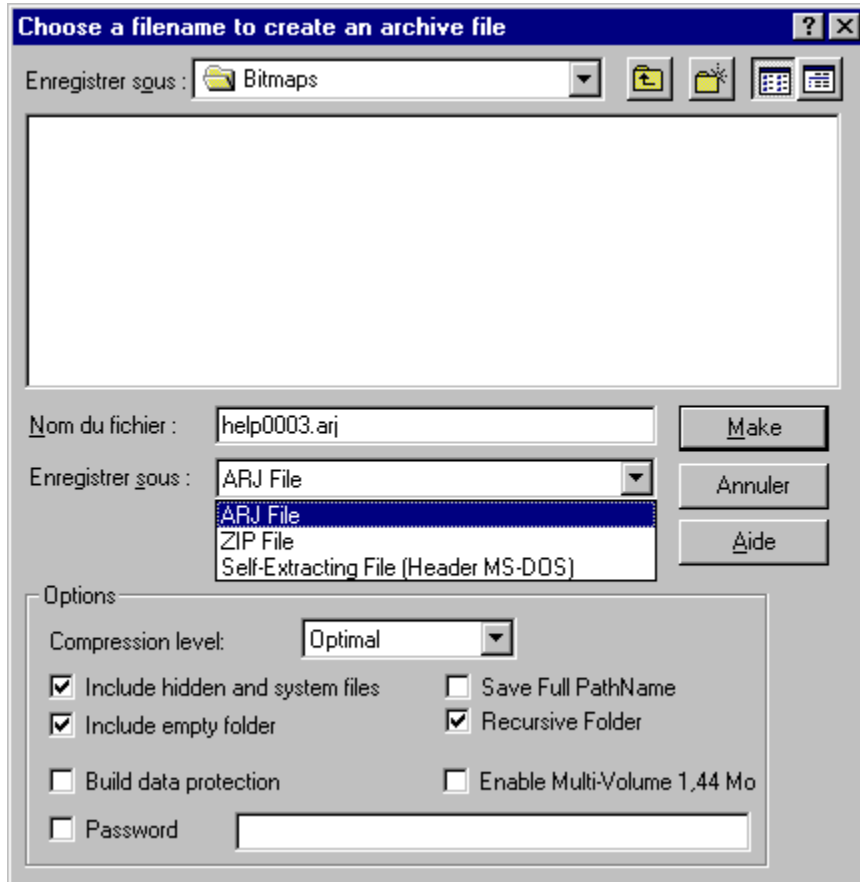 Choose a filename to create an archive file
Enregistrer sous : Bitmaps
Nom du fichier : help0003.arj Make
Enregistrer sous : ARJ File Annuler
ARJ File
ZIP File Aide
Self-Extracting File (Header MS-DOS)
Options
Compression level: Optimal
Include hidden and system files Save Full PathName
Include empty folder Recursive Folder
Build data protection Enable Multi-Volume 1,44 Mo
Password